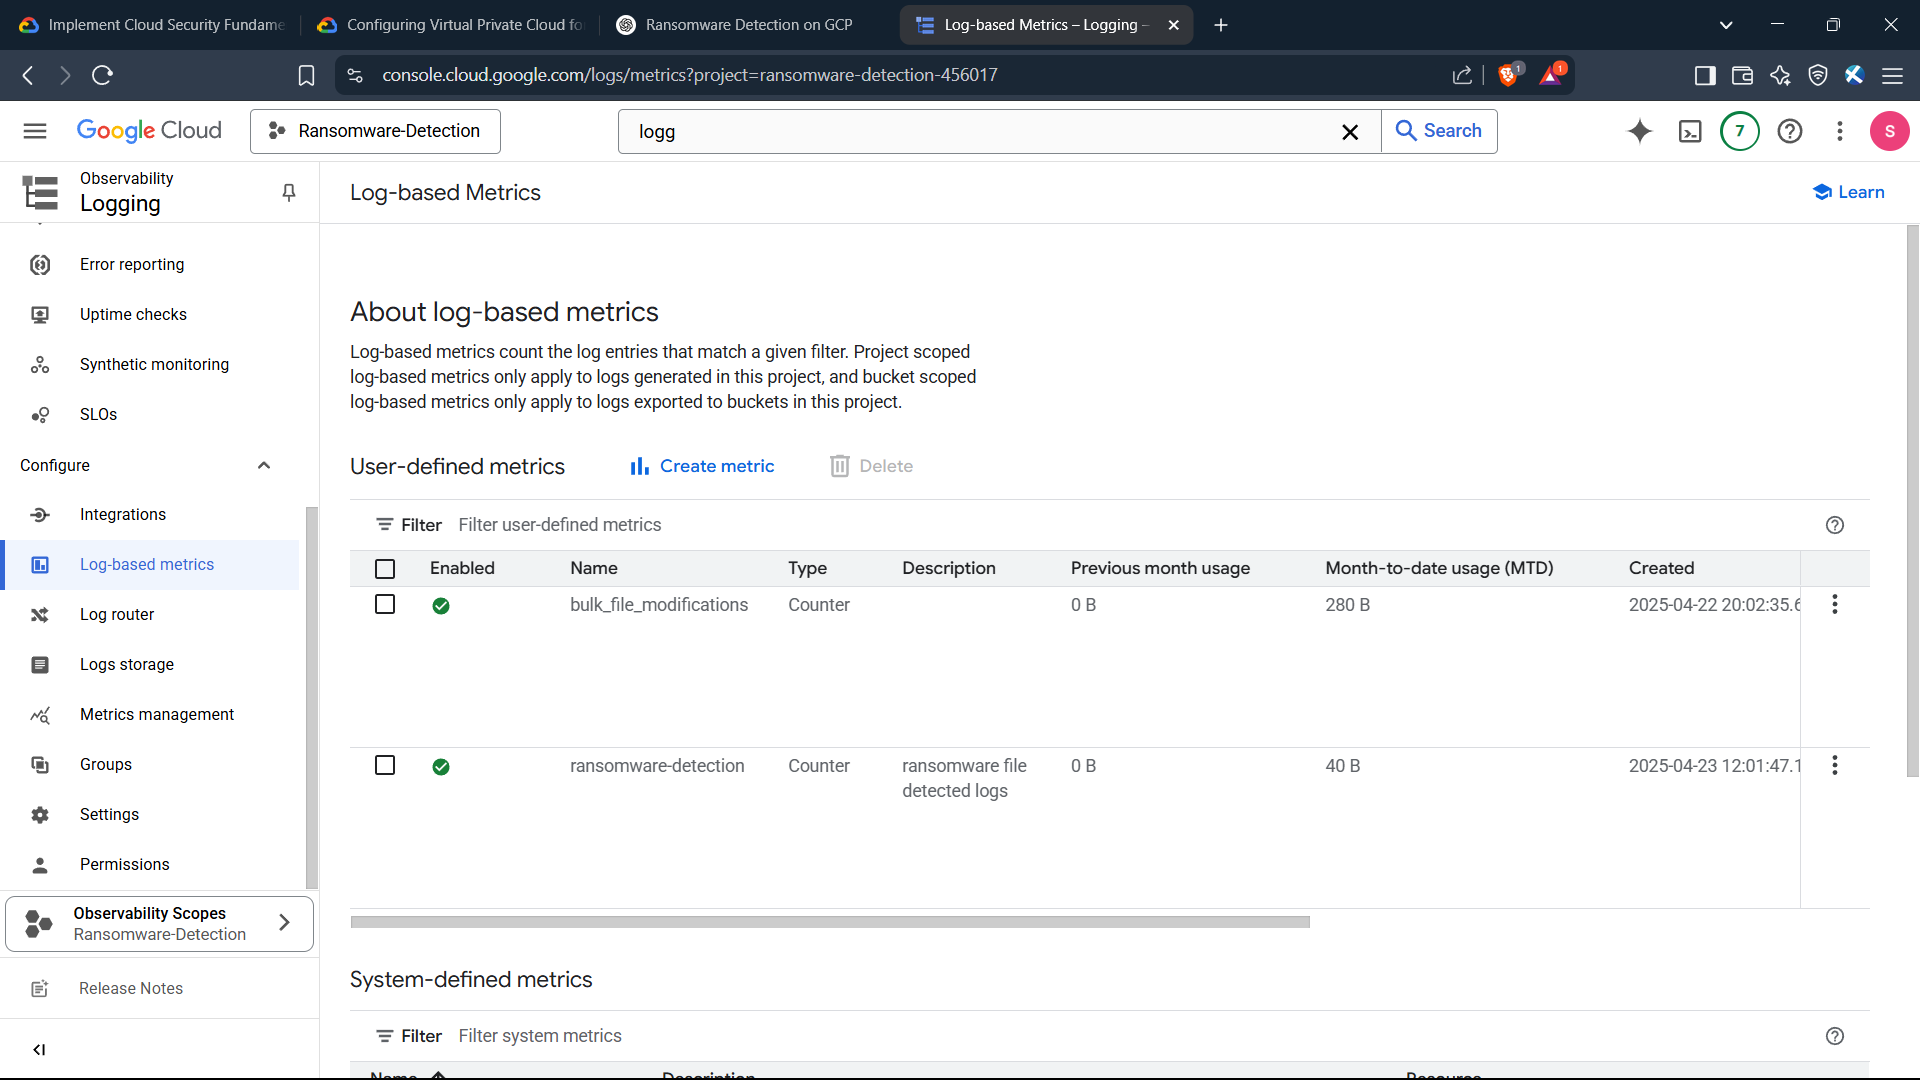 Implement Cloud Security Fundame
Configuring Virtual Private Cloud fo
Ransomware Detection on GCP
Log-based Metrics – Logging –
console.cloud.google.com/logs/metrics?project=ransomware-detection-456017
1
1
Google Cloud
Ransomware-Detection
logg
Search
7
S
Observability
Logging
Error reporting
Uptime checks
Synthetic monitoring
SLOs
Configure
Integrations
Log-based metrics
Log router
Logs storage
Metrics management
Groups
Settings
Permissions
Observability Scopes
Ransomware-Detection
Release Notes
Log-based Metrics
Learn
About log-based metrics
Log-based metrics count the log entries that match a given filter. Project scoped
log-based metrics only apply to logs generated in this project, and bucket scoped
log-based metrics only apply to logs exported to buckets in this project.
User-defined metrics
Create metric
Delete
Filter Filter user-defined metrics
Enabled Name Type Description Previous month usage Month-to-date usage (MTD) Created
bulk_file_modifications Counter 0 B 280 B 2025-04-22 20:02:35.6
ransomware-detection Counter ransomware file 0 B 40 B 2025-04-23 12:01:47.1
detected logs
System-defined metrics
Filter Filter system metrics
Name Description Resource